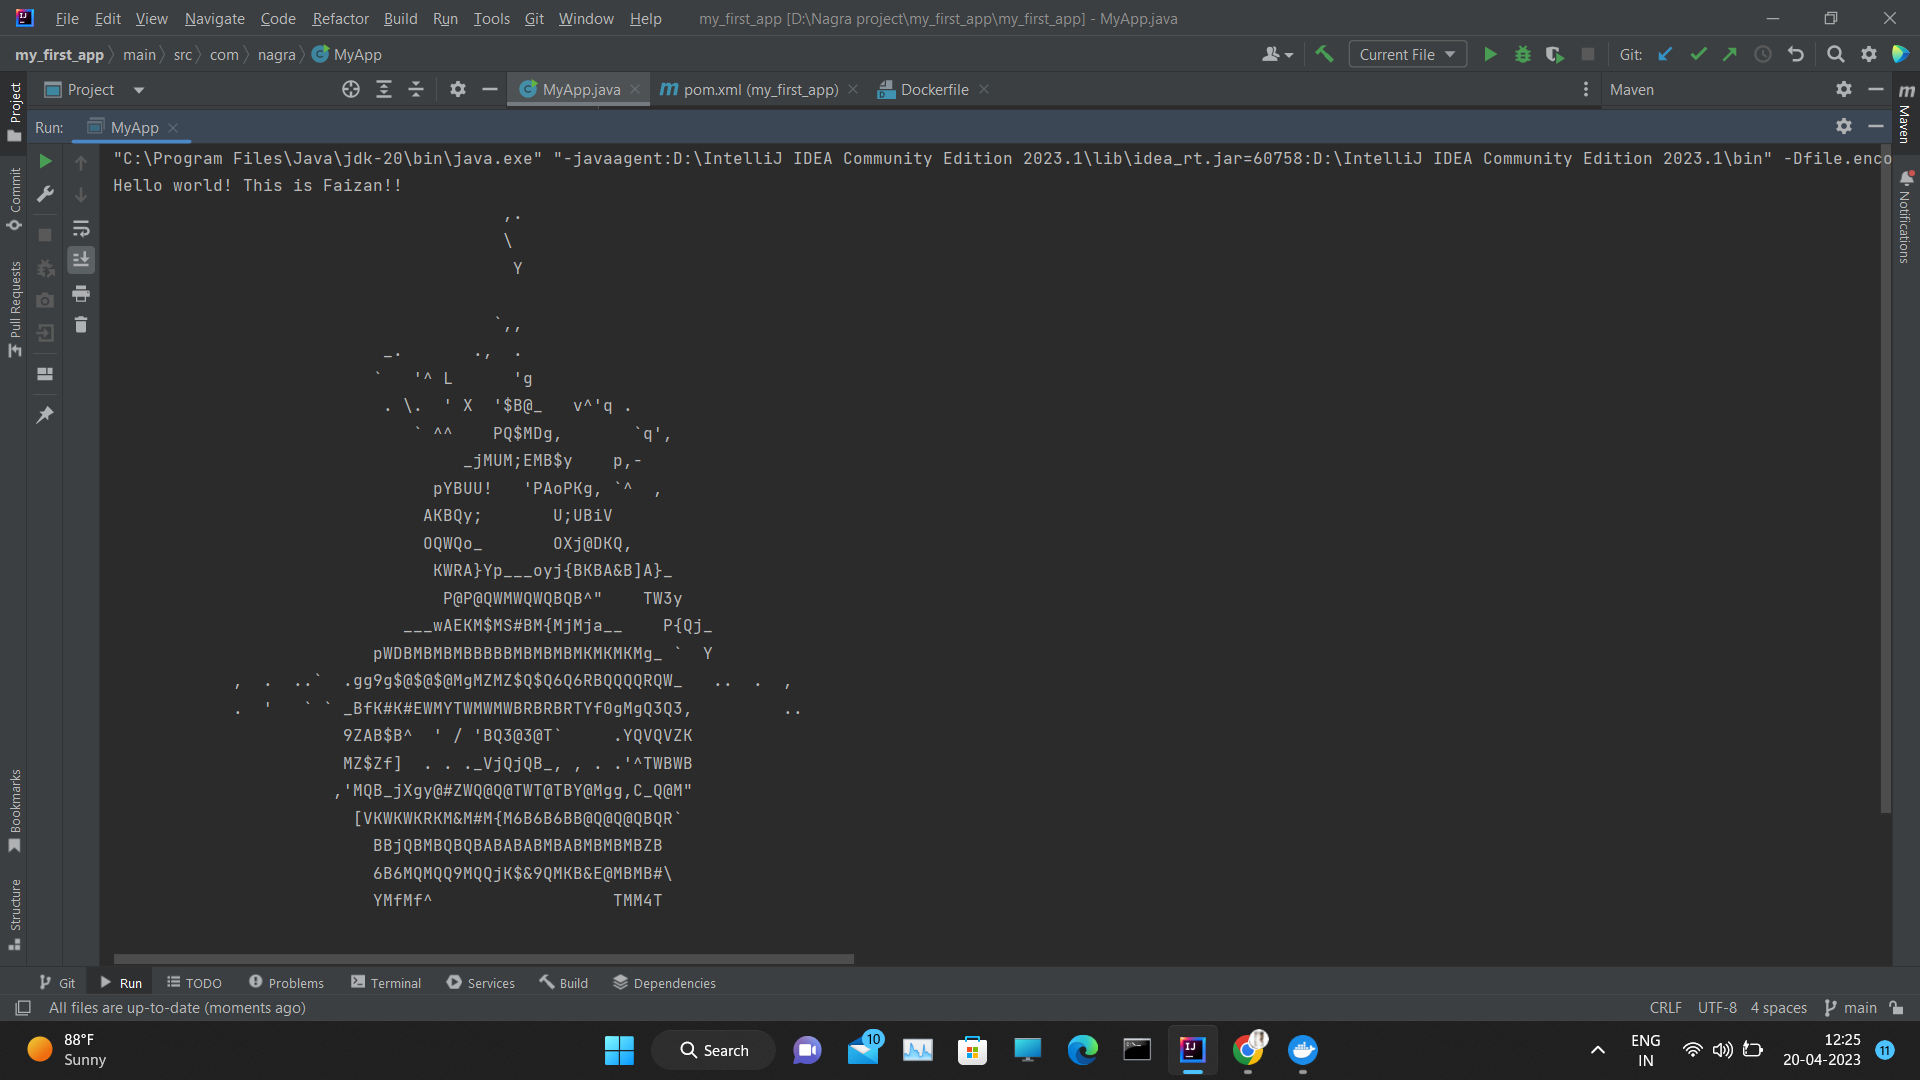 File Edit View Navigate Code Refactor Build Run Tools Git Window Help my_first_app [D:\Nagra project\my_first_app\my_first_app] - MyApp.java
my_first_app main src com nagra MyApp Current File Git:
Project MyApp.java pom.xml (my_first_app) Dockerfile Maven
Run: MyApp
"C:\Program Files\Java\jdk-20\bin\java.exe" "-javaagent:D:\IntelliJ IDEA Community Edition 2023.1\lib\idea_rt.jar=60758:D:\IntelliJ IDEA Community Edition 2023.1\bin" -Dfile.enco
Hello world! This is Faizan!!
,.
\
Y
`,,
_. ., .
` '^ L 'g
. \. ' X '$B@_ v^'q .
` ^^ PQ$MDg, `q',
_jMUM;EMB$y p,-
pYBUU! 'PAoPKg, `^ ,
AKBQy; U;UBiV
OQWQo_ OXj@DKQ,
KWRA}Yp___oyj{BKBA&B]A}_
P@P@QWMWQWQBQB^" TW3y
___wAEKM$MS#BM{MjMja__ P{Qj_
pWDBMBMBMBBBBBMBMBMBMKMKMKMg_ ` Y
, . ..` .gg9g$@$@$@MgMZMZ$Q$Q6Q6RBQQQQRQW_ .. . ,
. ' ` ` _BfK#K#EWMYTWMWMWBRBRBRTYf0gMgQ3Q3, ..
9ZAB$B^ ' / 'BQ3@3@T` .YQVQVZK
MZ$Zf] . . ._VjQjQB_, , . .'^TWBWB
,'MQB_jXgy@#ZWQ@Q@TWT@TBY@Mgg,C_Q@M"
[VKWKWKRKM&M#M{M6B6B6BB@Q@Q@QBQR`
BBjQBMBQBQBABABABMBABMBMBMBZB
6B6MQMQQ9MQQjK$&9QMKB&E@MBMB#\
YMfMf^ TMM4T
Project
Commit
Pull Requests
Bookmarks
Structure
Maven
Notifications
Git Run TODO Problems Terminal Services Build Dependencies
All files are up-to-date (moments ago) CRLF UTF-8 4 spaces main
88°F
Sunny
Search
10
ENG
IN
12:25
20-04-2023
11